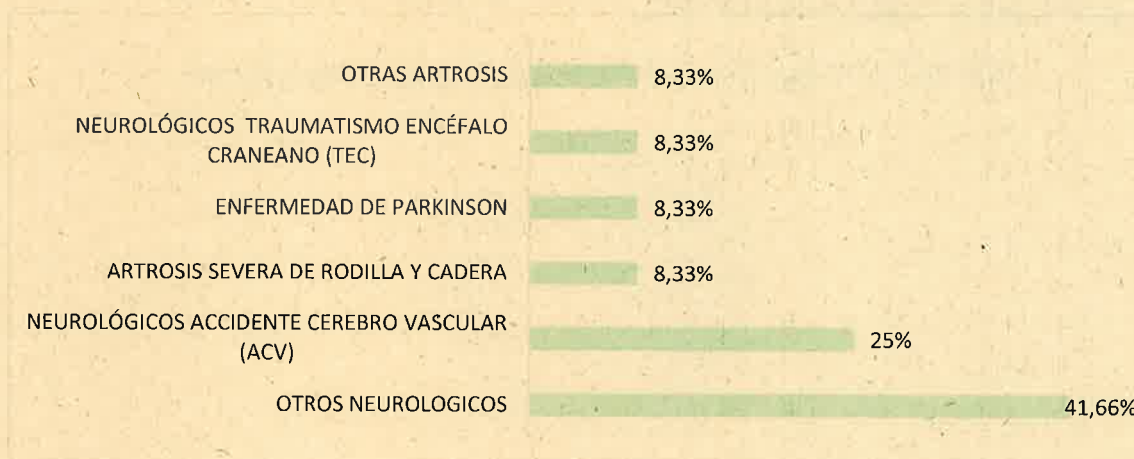 OTRAS ARTROSIS 8,33%
NEUROLÓGICOS TRAUMATISMO ENCÉFALO
CRANEANO (TEC) 8,33%
ENFERMEDAD DE PARKINSON 8,33%
ARTROSIS SEVERA DE RODILLA Y CADERA 8,33%
NEUROLÓGICOS ACCIDENTE CEREBRO VASCULAR
(ACV) 25%
OTROS NEUROLOGICOS 41,66%